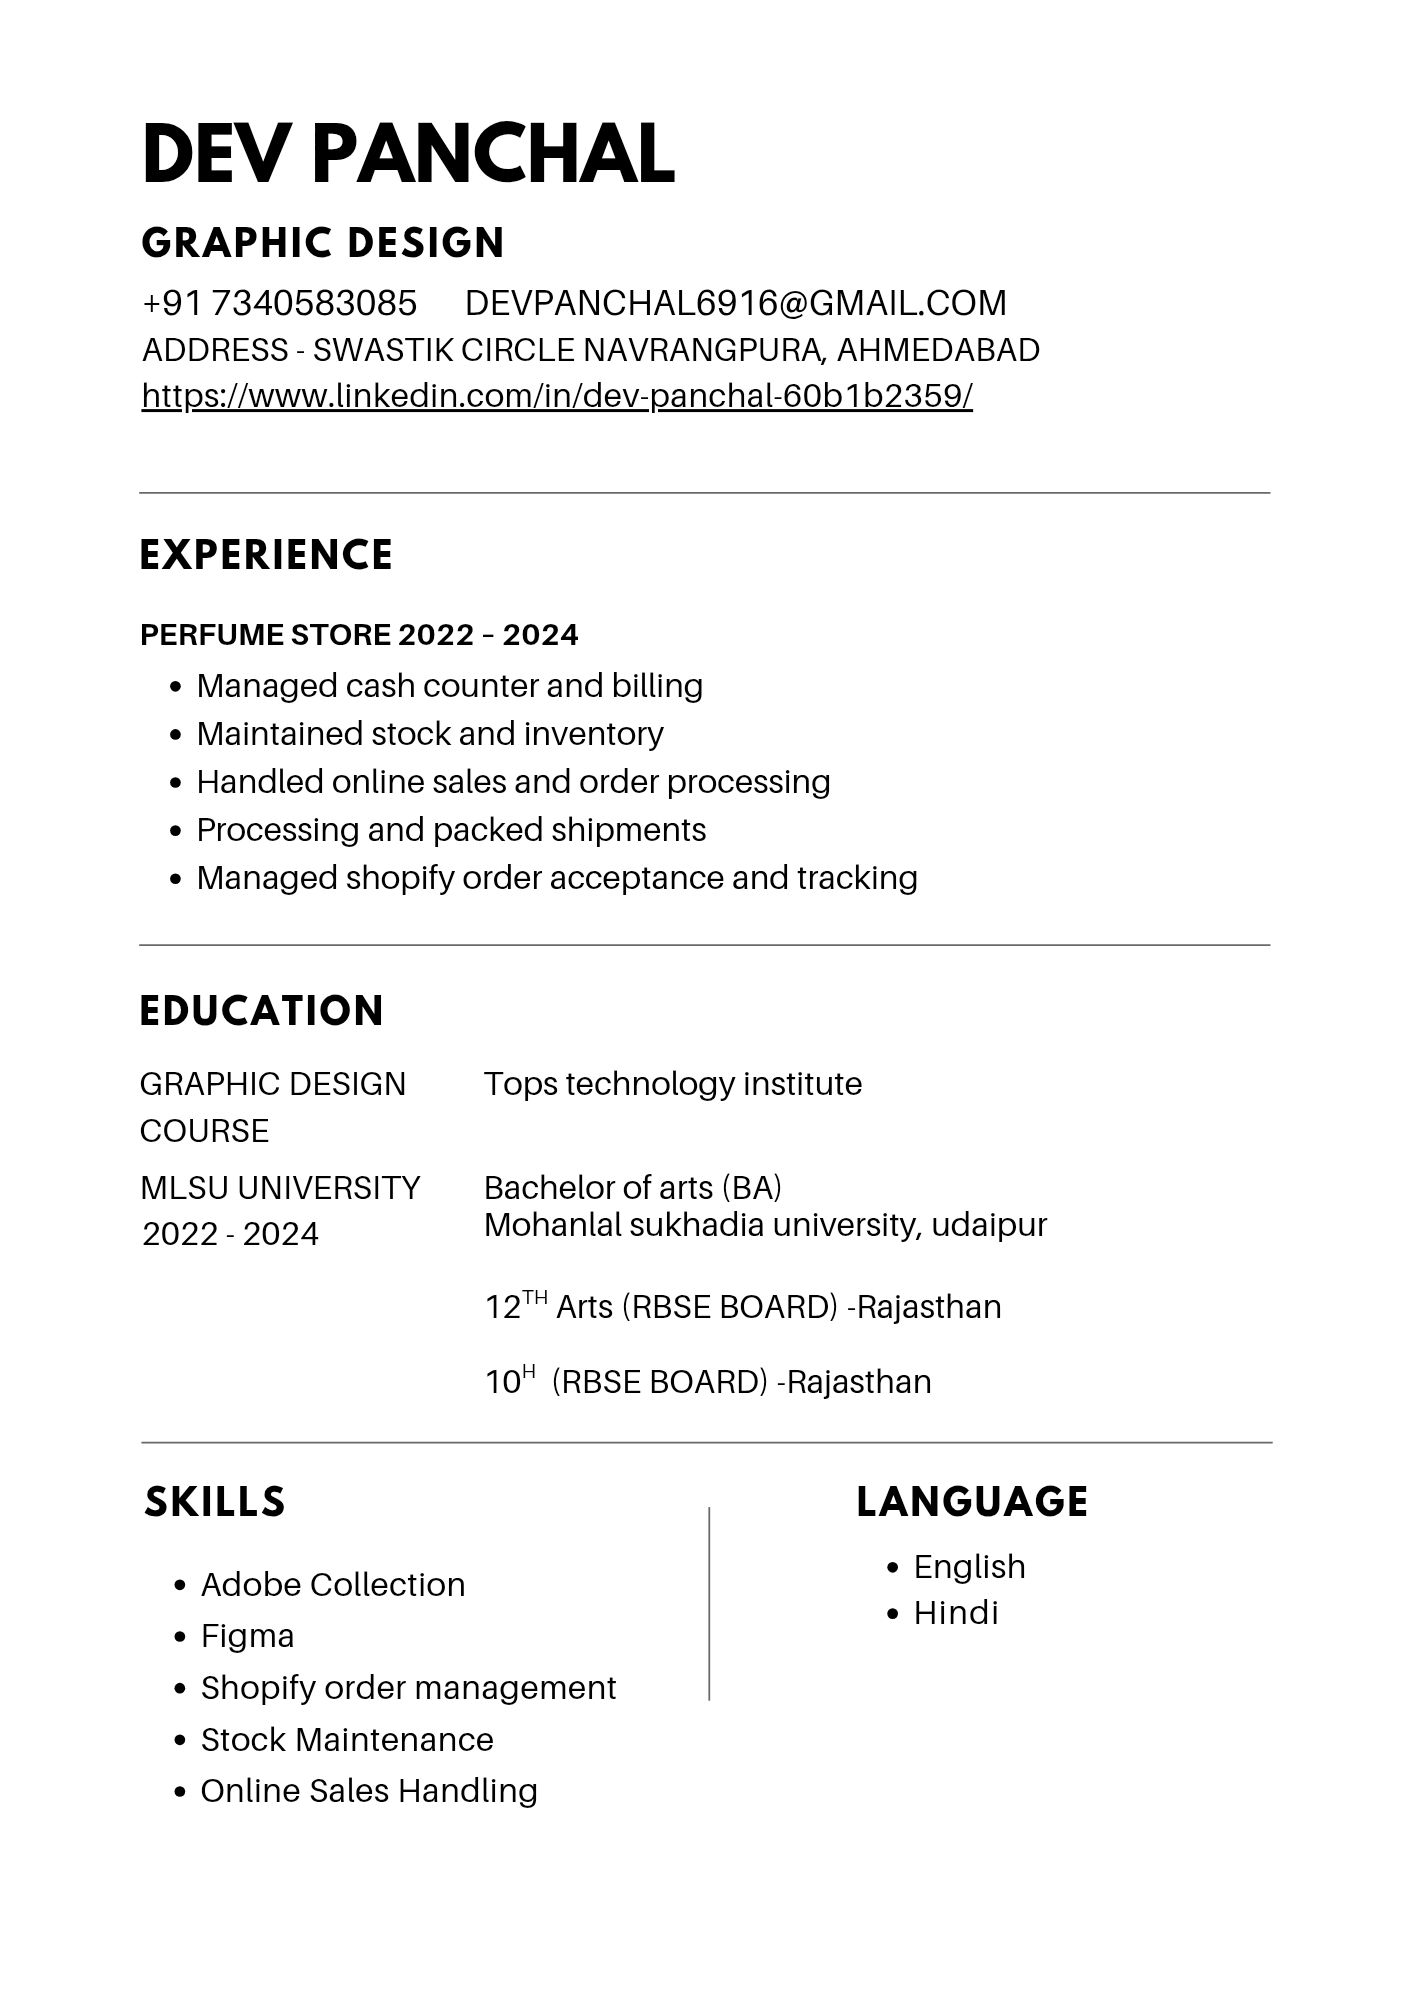 DEV PANCHAL
GRAPHIC DESIGN
+91 7340583085 DEVPANCHAL6916@GMAIL.COM
ADDRESS - SWASTIK CIRCLE NAVRANGPURA, AHMEDABAD
https://www.linkedin.com/in/dev-panchal-60b1b2359/
EXPERIENCE
PERFUME STORE 2022 – 2024
• Managed cash counter and billing
• Maintained stock and inventory
• Handled online sales and order processing
• Processing and packed shipments
• Managed shopify order acceptance and tracking
EDUCATION
GRAPHIC DESIGN COURSE
Tops technology institute
MLSU UNIVERSITY
2022 - 2024
Bachelor of arts (BA)
Mohanlal sukhadia university, udaipur
12TH Arts (RBSE BOARD) -Rajasthan
10H (RBSE BOARD) -Rajasthan
SKILLS
• Adobe Collection
• Figma
• Shopify order management
• Stock Maintenance
• Online Sales Handling
LANGUAGE
• English
• Hindi